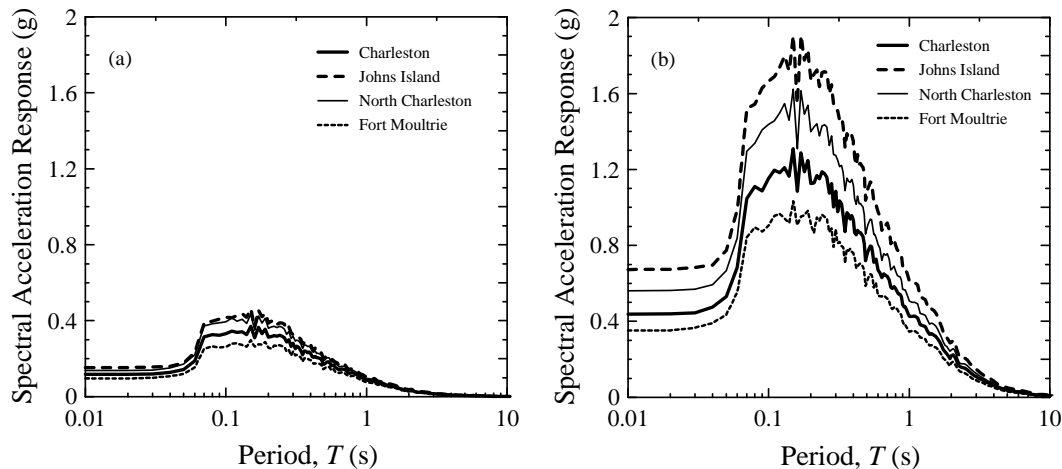 Spectral Acceleration Response (g)
2
1.6
1.2
0.8
0.4
0
(a)
Charleston
Johns Island
North Charleston
Fort Moultrie
0.01
0.1
1
10
Period, T (s)
Spectral Acceleration Response (g)
2
1.6
1.2
0.8
0.4
0
(b)
Charleston
Johns Island
North Charleston
Fort Moultrie
0.01
0.1
1
10
Period, T (s)